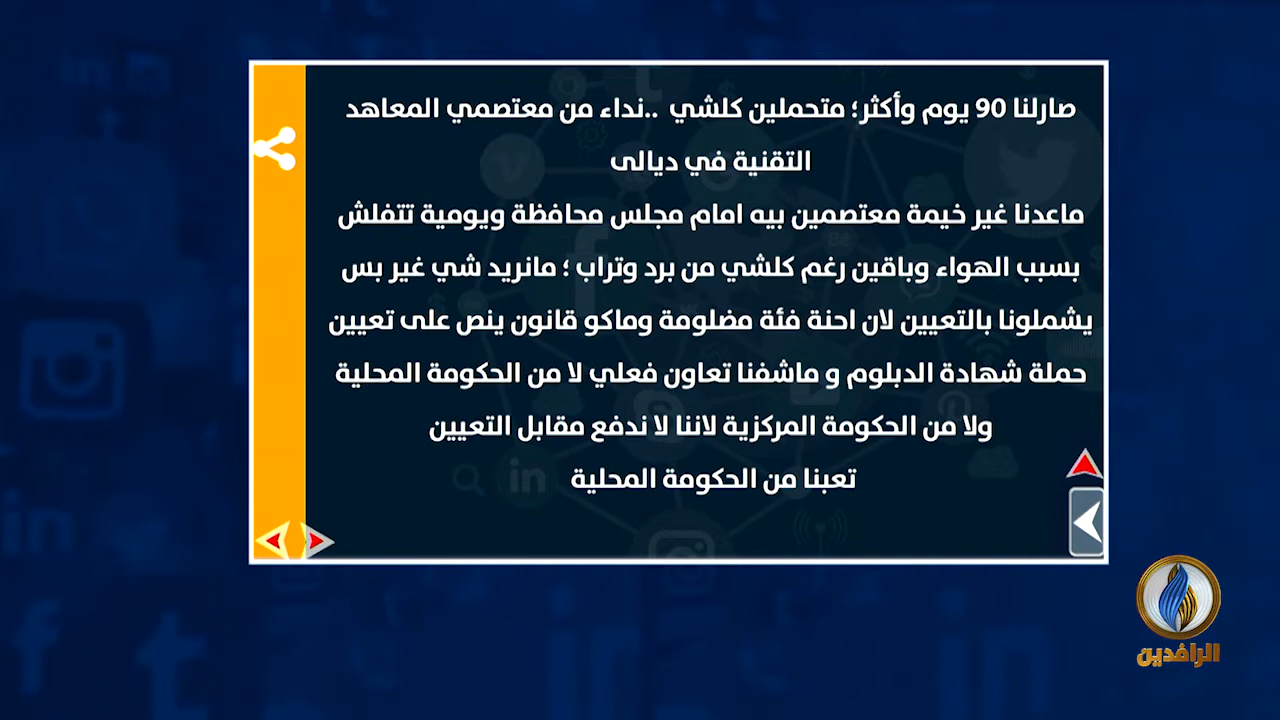 صارلنا 90 يوم وأكثر؛ متحملين كلشي ..نداء من معتصمي المعاهد
التقنية في ديالى
ماعدنا غير خيمة معتصمين بيه امام مجلس محافظة ويومية تتفلش
بسبب الهواء وباقين رغم كلشي من برد وتراب ؛ مانريد شي غير بس
يشملونا بالتعيين لان احنة فئة مضلومة وماكو قانون ينص على تعيين
حملة شهادة الدبلوم و ماشفنا تعاون فعلي لا من الحكومة المحلية
ولا من الحكومة المركزية لاننا لا ندفع مقابل التعيين
تعبنا من الحكومة المحلية
الرافدين